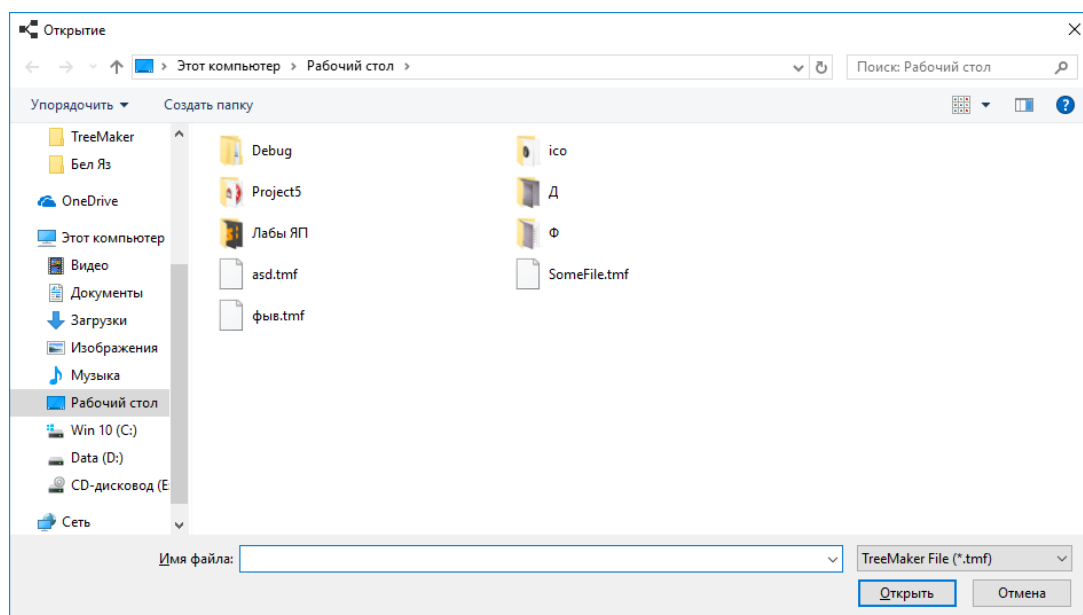 Открытие
Этот компьютер > Рабочий стол >
Поиск: Рабочий стол
Упорядочить
Создать папку
TreeMaker
Бел Яз
OneDrive
Этот компьютер
Видео
Документы
Загрузки
Изображения
Музыка
Рабочий стол
Win 10 (C:)
Data (D:)
CD-дисковод (E
Сеть
Debug
ico
Project5
Д
Лабы ЯП
Ф
asd.tmf
SomeFile.tmf
фыв.tmf
Имя файла:
TreeMaker File (*.tmf)
Открыть
Отмена